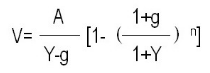 V= A/Y-g [1- ( 1+g/1+Y ) n]